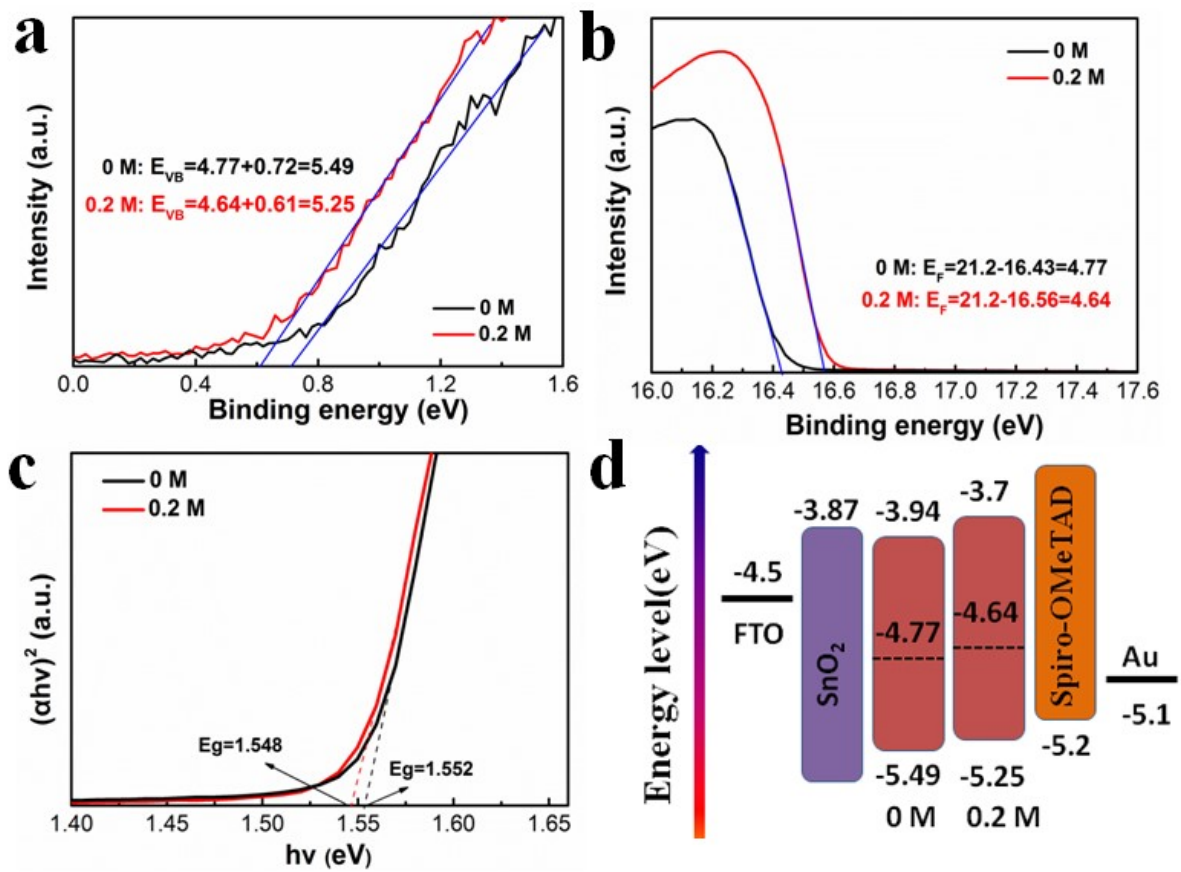 a
Intensity (a.u.)
0 M: E_VB=4.77+0.72=5.49
0.2 M: E_VB=4.64+0.61=5.25
0 M
0.2 M
0.0 0.4 0.8 1.2 1.6
Binding energy (eV)
b
Intensity (a.u.)
0 M
0.2 M
0 M: E_F=21.2-16.43=4.77
0.2 M: E_F=21.2-16.56=4.64
16.0 16.2 16.4 16.6 16.8 17.0 17.2 17.4 17.6
Binding energy (eV)
c
(αhν)² (a.u.)
0 M
0.2 M
Eg=1.548
Eg=1.552
1.40 1.45 1.50 1.55 1.60 1.65
hν (eV)
d
Energy level(eV)
-4.5
FTO
-3.87
SnO₂
-3.94
-4.77
-5.49
0 M
-3.7
-4.64
-5.25
0.2 M
Spiro-OMeTAD
-5.2
Au
-5.1